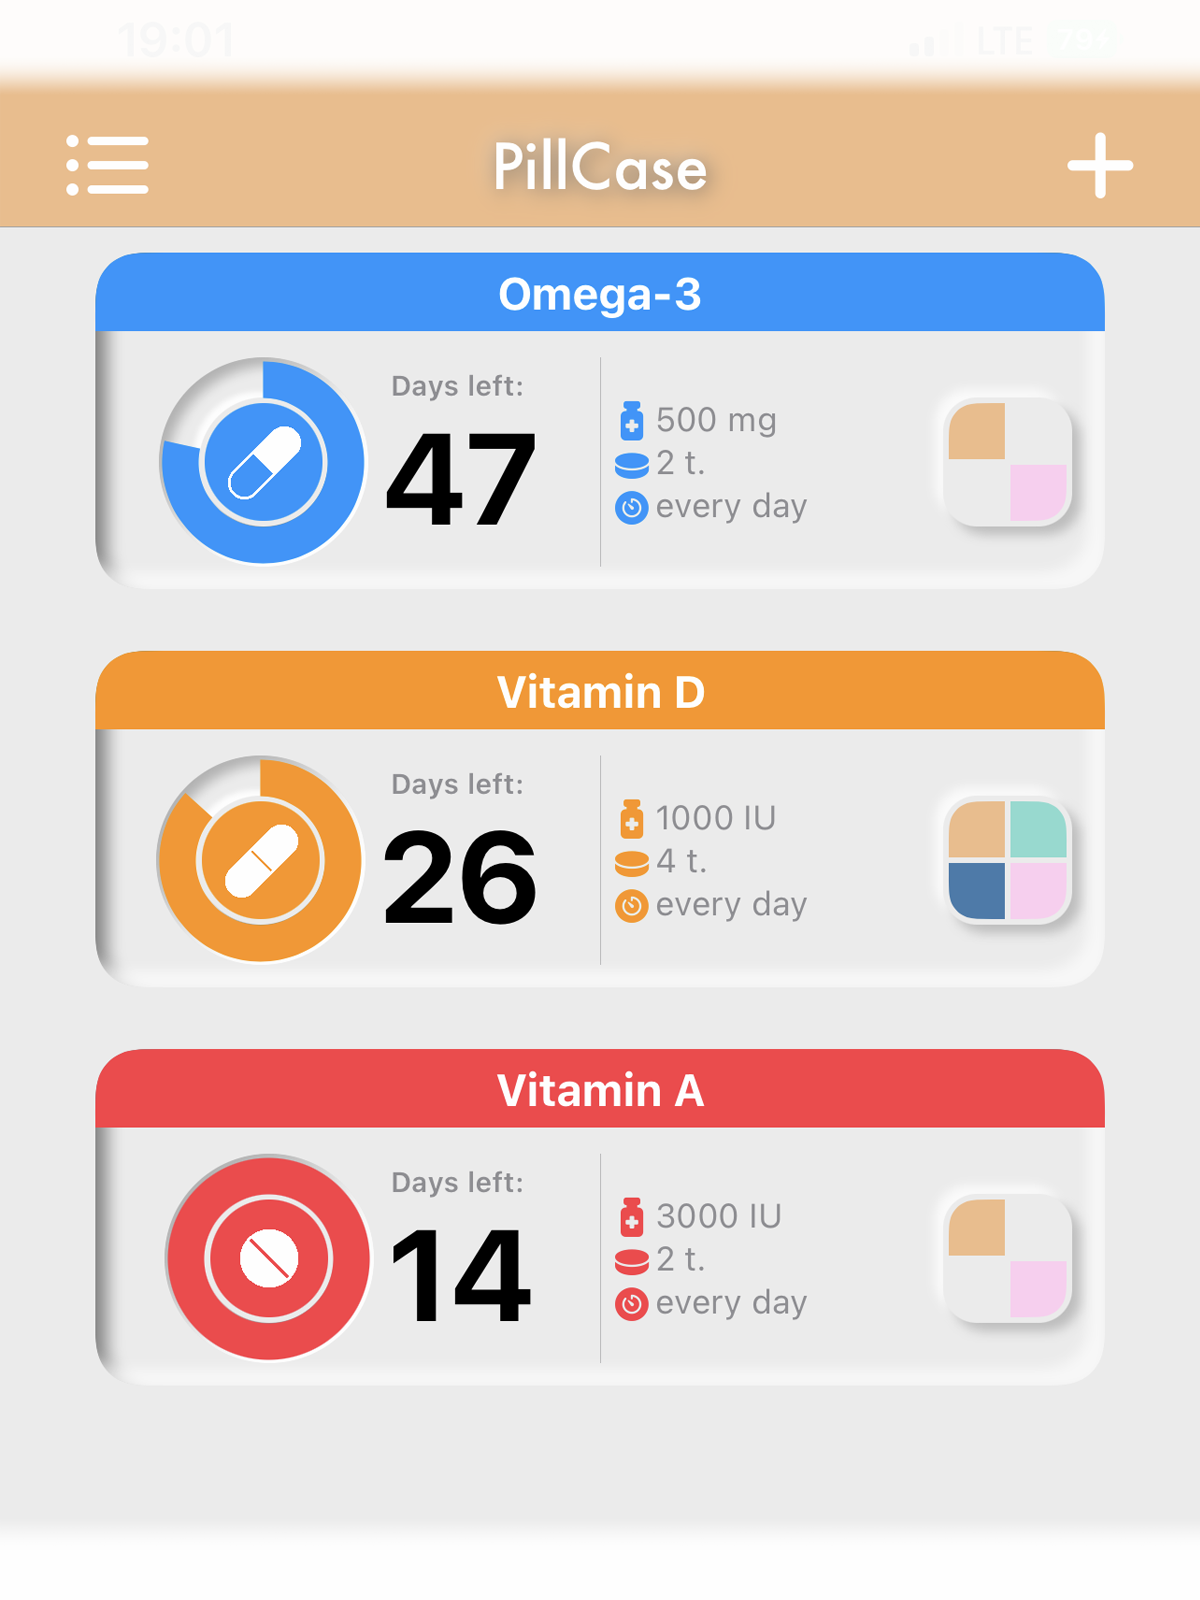 19:01 LTE
PillCase
Omega-3
Days left:
47
500 mg
2 t.
every day
Vitamin D
Days left:
26
1000 IU
4 t.
every day
Vitamin A
Days left:
14
3000 IU
2 t.
every day